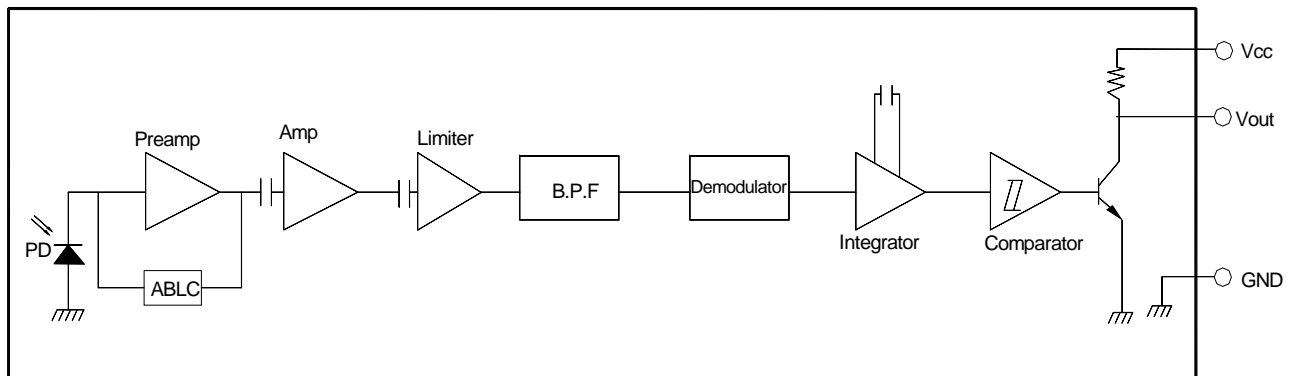 Vcc
Vout
Preamp
Amp
Limiter
B.P.F
Demodulator
Integrator
Comparator
PD
ABLC
GND